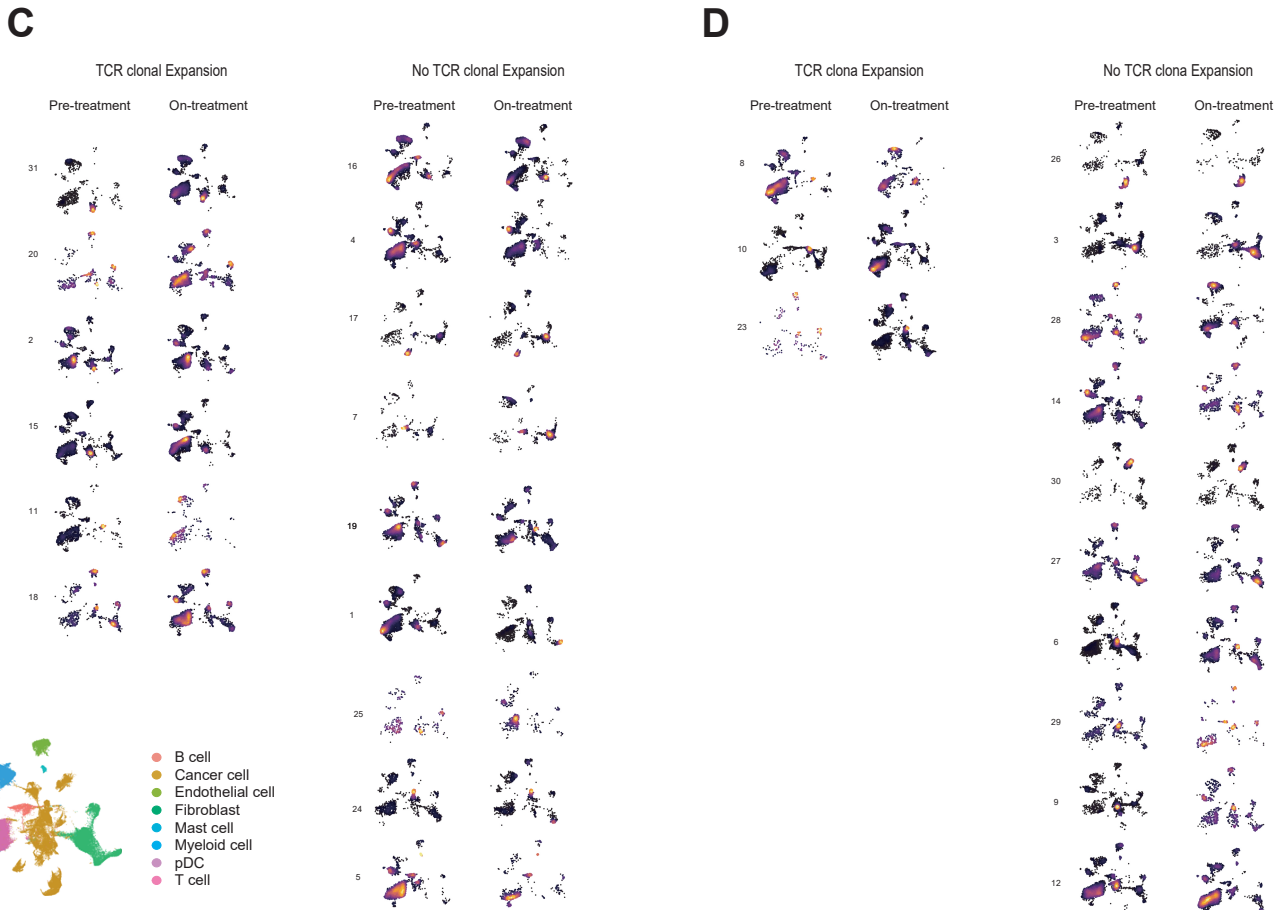 C
TCR clonal Expansion
Pre-treatment
On-treatment
31
20
2
15
11
18
No TCR clonal Expansion
Pre-treatment
On-treatment
16
4
17
7
19
1
25
24
5
B cell
Cancer cell
Endothelial cell
Fibroblast
Mast cell
Myeloid cell
pDC
T cell
D
TCR clona Expansion
Pre-treatment
On-treatment
8
10
23
No TCR clona Expansion
Pre-treatment
On-treatment
26
3
28
14
30
27
6
29
9
12